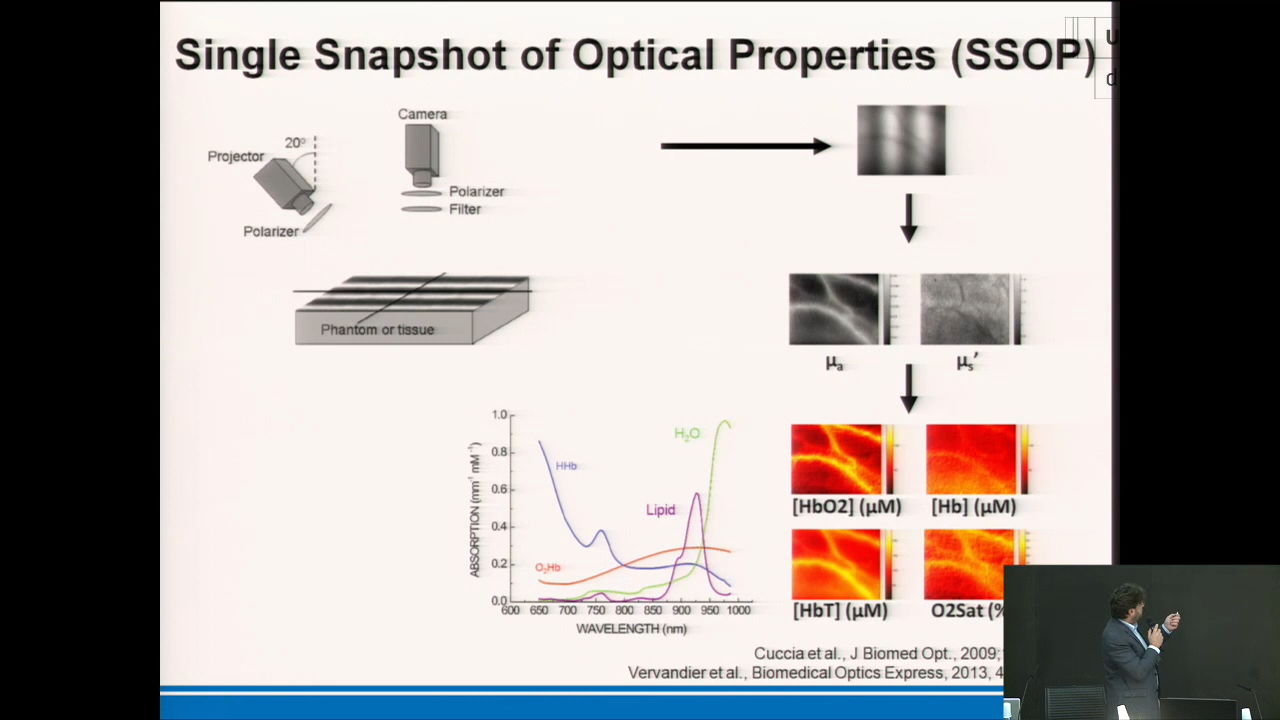 Single Snapshot of Optical Properties (SSOP)
U
d
Camera
20°
Projector
Polarizer
Filter
Polarizer
Phantom or tissue
μa
μs'
1.0
0.8
0.6
0.4
0.2
0.0
ABSORPTION (mm⁻¹ mM⁻¹)
H₂O
HHb
Lipid
O₂Hb
600 650 700 750 800 850 900 950 1000
WAVELENGTH (nm)
[HbO2] (μM) [Hb] (μM)
[HbT] (μM) O2Sat (%
Cuccia et al., J Biomed Opt., 2009;
Vervandier et al., Biomedical Optics Express, 2013, 4